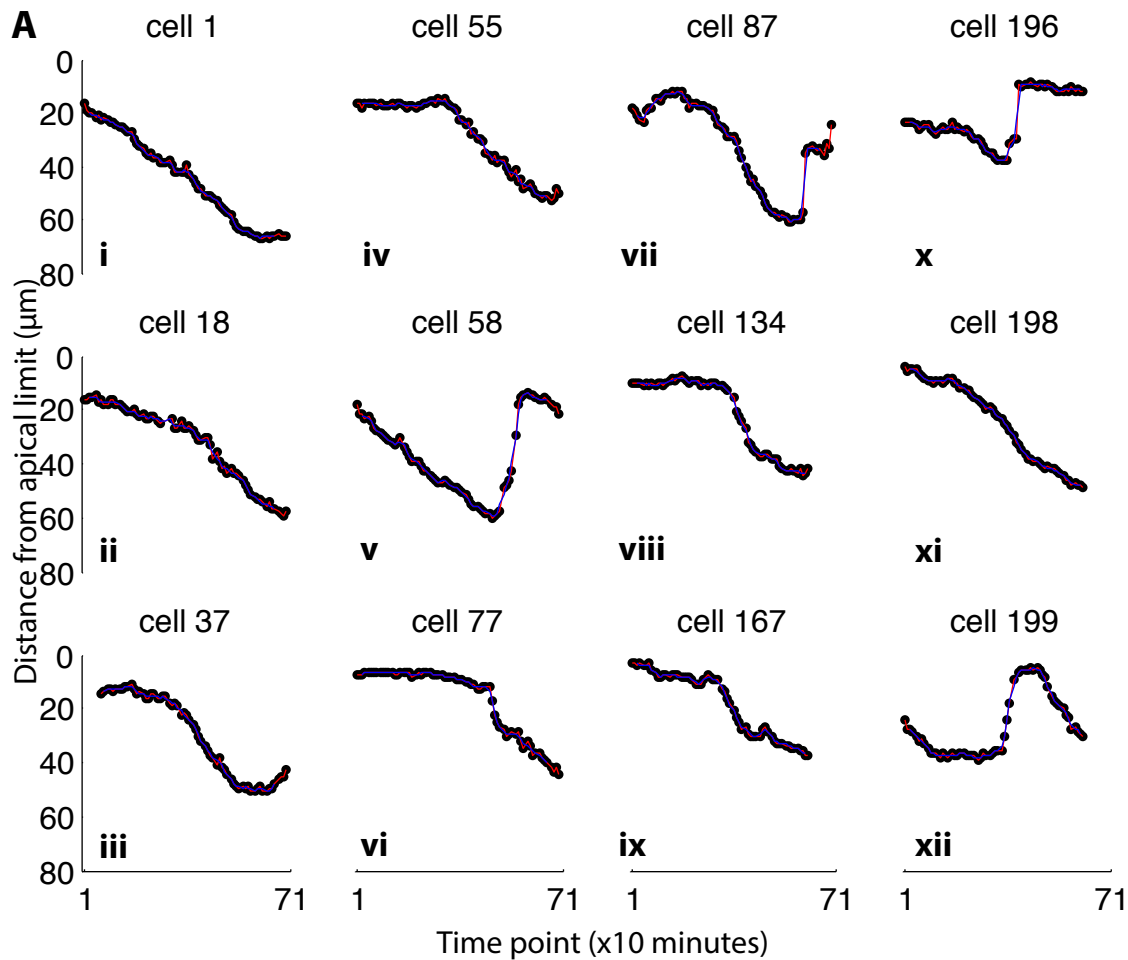 A
cell 1
cell 55
cell 87
cell 196
0
20
40
60
80
i
iv
vii
x
Distance from apical limit (μm)
cell 18
cell 58
cell 134
cell 198
0
20
40
60
80
ii
v
viii
xi
cell 37
cell 77
cell 167
cell 199
0
20
40
60
80
iii
vi
ix
xii
1 71
1 71
1 71
1 71
Time point (x10 minutes)